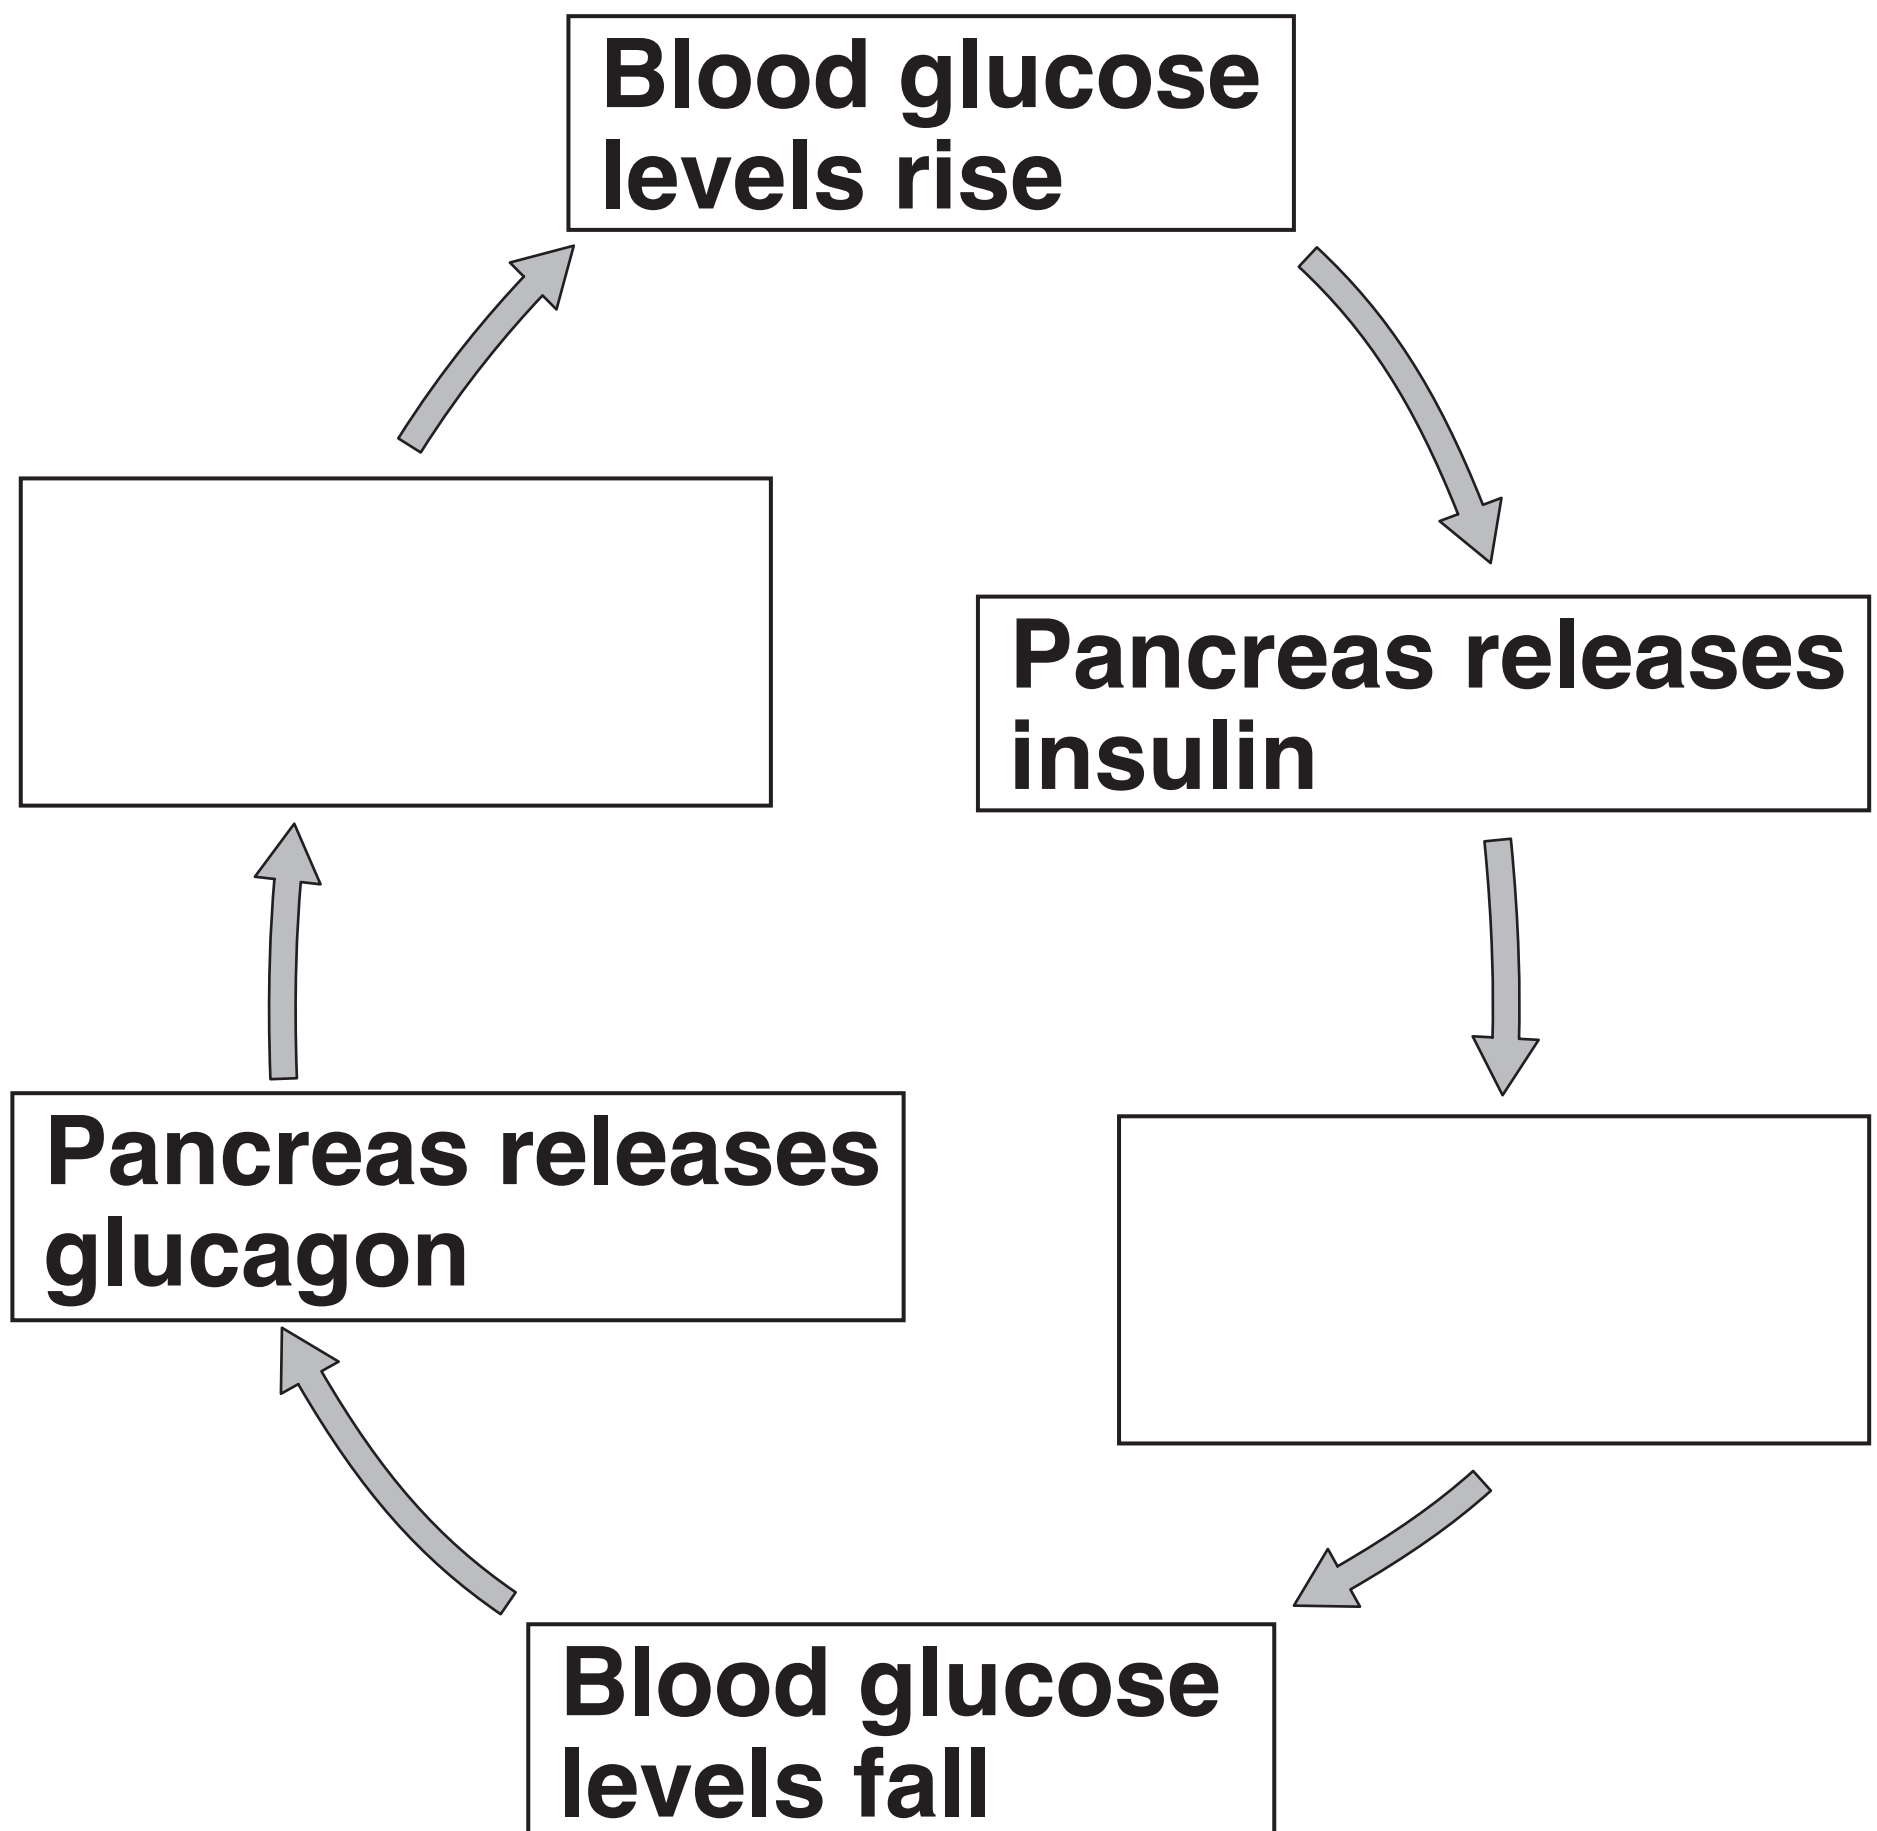 Blood glucose
levels rise
Pancreas releases
insulin
Pancreas releases
glucagon
Blood glucose
levels fall